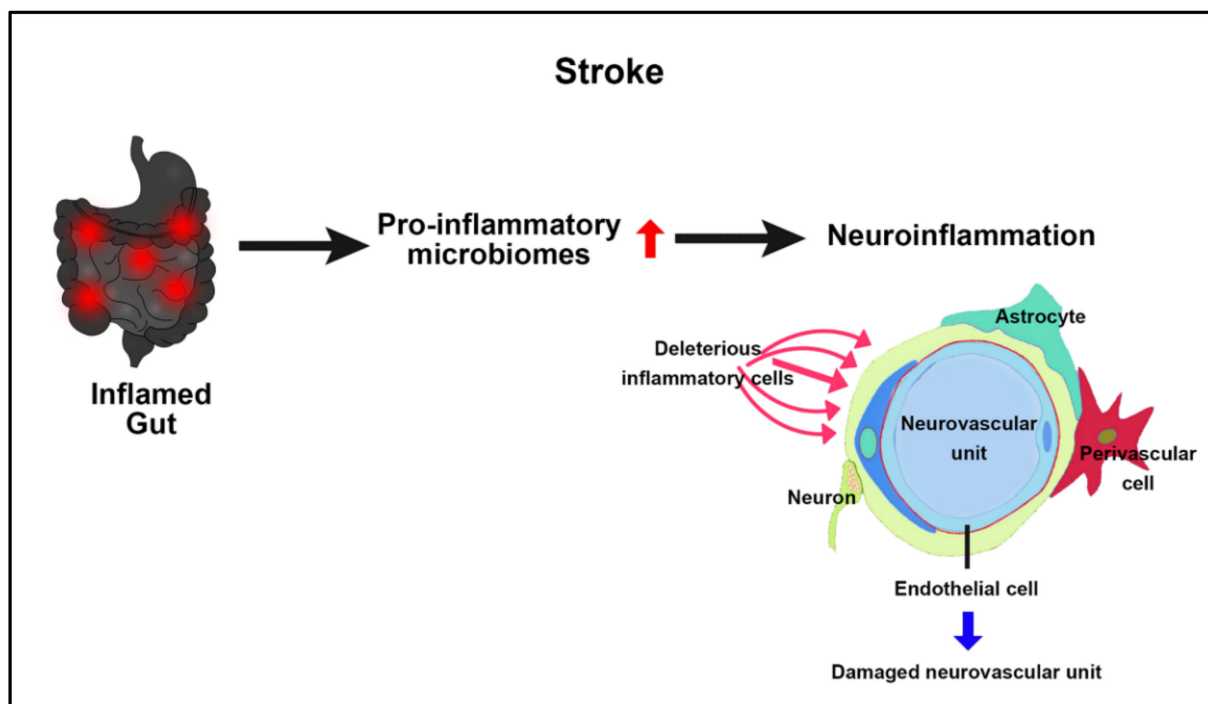 Stroke
Inflamed
Gut
Pro-inflammatory
microbiomes
Neuroinflammation
Astrocyte
Deleterious
inflammatory cells
Neurovascular
unit
Perivascular
cell
Neuron
Endothelial cell
Damaged neurovascular unit